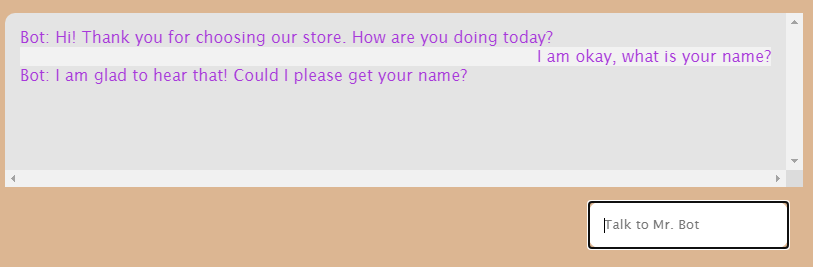 Bot: Hi! Thank you for choosing our store. How are you doing today?
I am okay, what is your name?
Bot: I am glad to hear that! Could I please get your name?
Talk to Mr. Bot